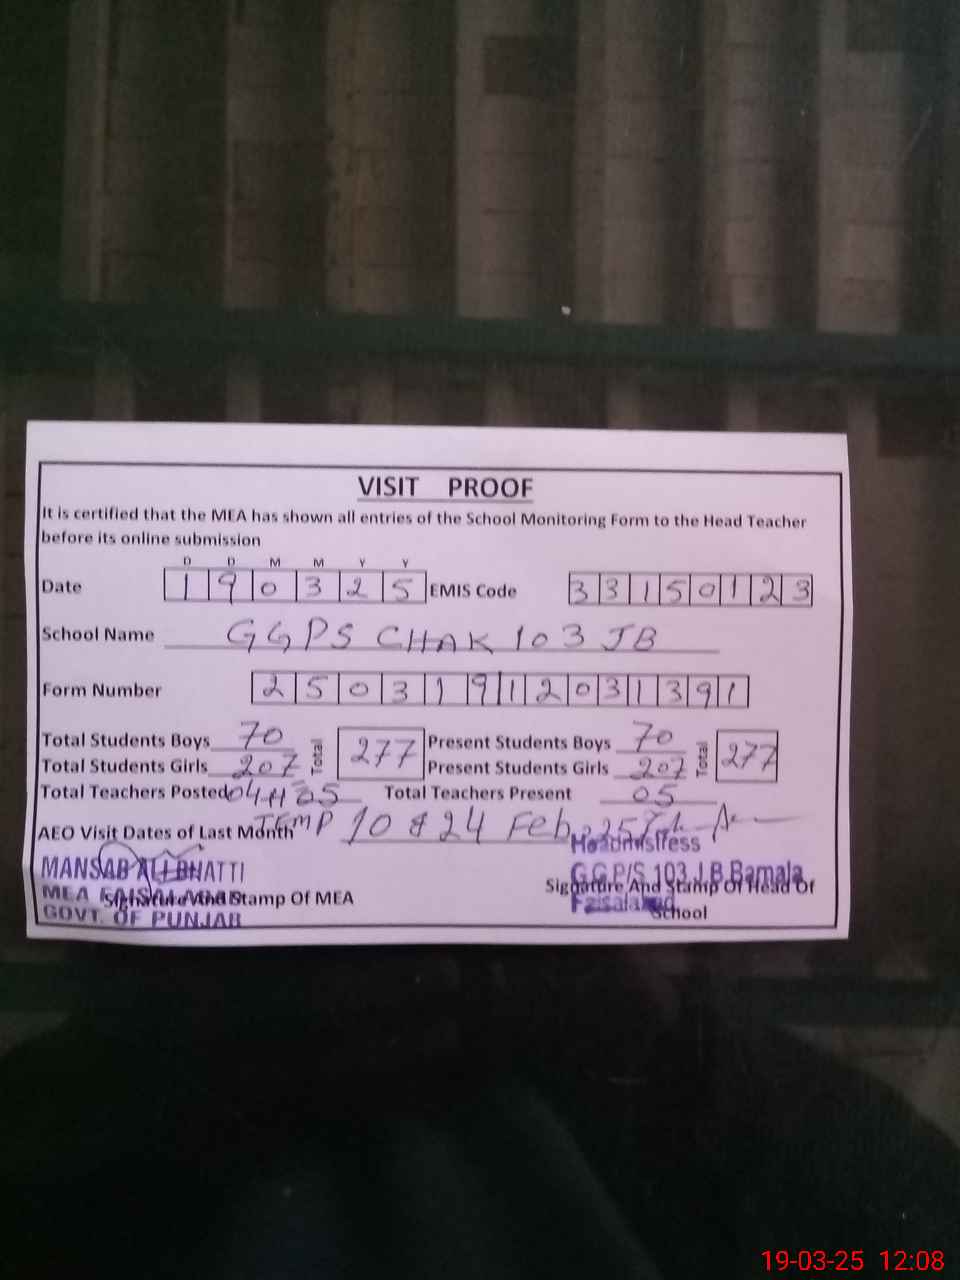 VISIT PROOF
It is certified that the MEA has shown all entries of the School Monitoring Form to the Head Teacher
before its online submission
D D M M Y Y
Date 1 9 0 3 2 5 EMIS Code 3 3 1 5 0 1 2 3
School Name GGPS CHAK 103 JB
Form Number 2 5 0 3 1 9 1 2 0 3 1 3 9 1
Total Students Boys 70 Total 277 Present Students Boys 70 Total 277
Total Students Girls 207 Present Students Girls 207
Total Teachers Posted 05 Total Teachers Present 05
TEMP
AEO Visit Dates of Last Month 10 & 24 Feb, 25
Headmistress
MANSAB ALI BHATTI G.G.P/S 103 J.B Bamala
MEA FAISALABAD Signature And Stamp Of MEA Signature And Stamp Of Head Of
GOVT. OF PUNJAB Faisalabad School
19-03-25 12:08